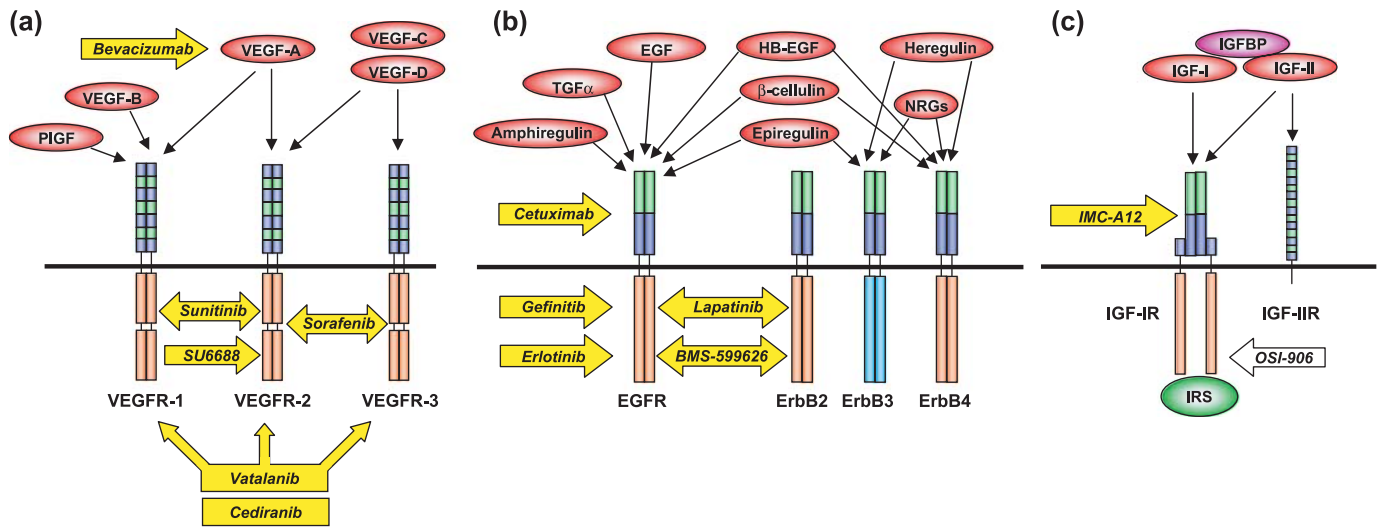 (a)
Bevacizumab
VEGF-A
VEGF-C
VEGF-D
VEGF-B
PIGF
Sunitinib
Sorafenib
SU6688
VEGFR-1
VEGFR-2
VEGFR-3
Vatalanib
Cediranib
(b)
EGF
HB-EGF
Heregulin
TGFα
β-cellulin
NRGs
Amphiregulin
Epiregulin
Cetuximab
Gefinitib
Lapatinib
Erlotinib
BMS-599626
EGFR
ErbB2
ErbB3
ErbB4
(c)
IGFBP
IGF-I
IGF-II
IMC-A12
IGF-IR
IGF-IIR
OSI-906
IRS